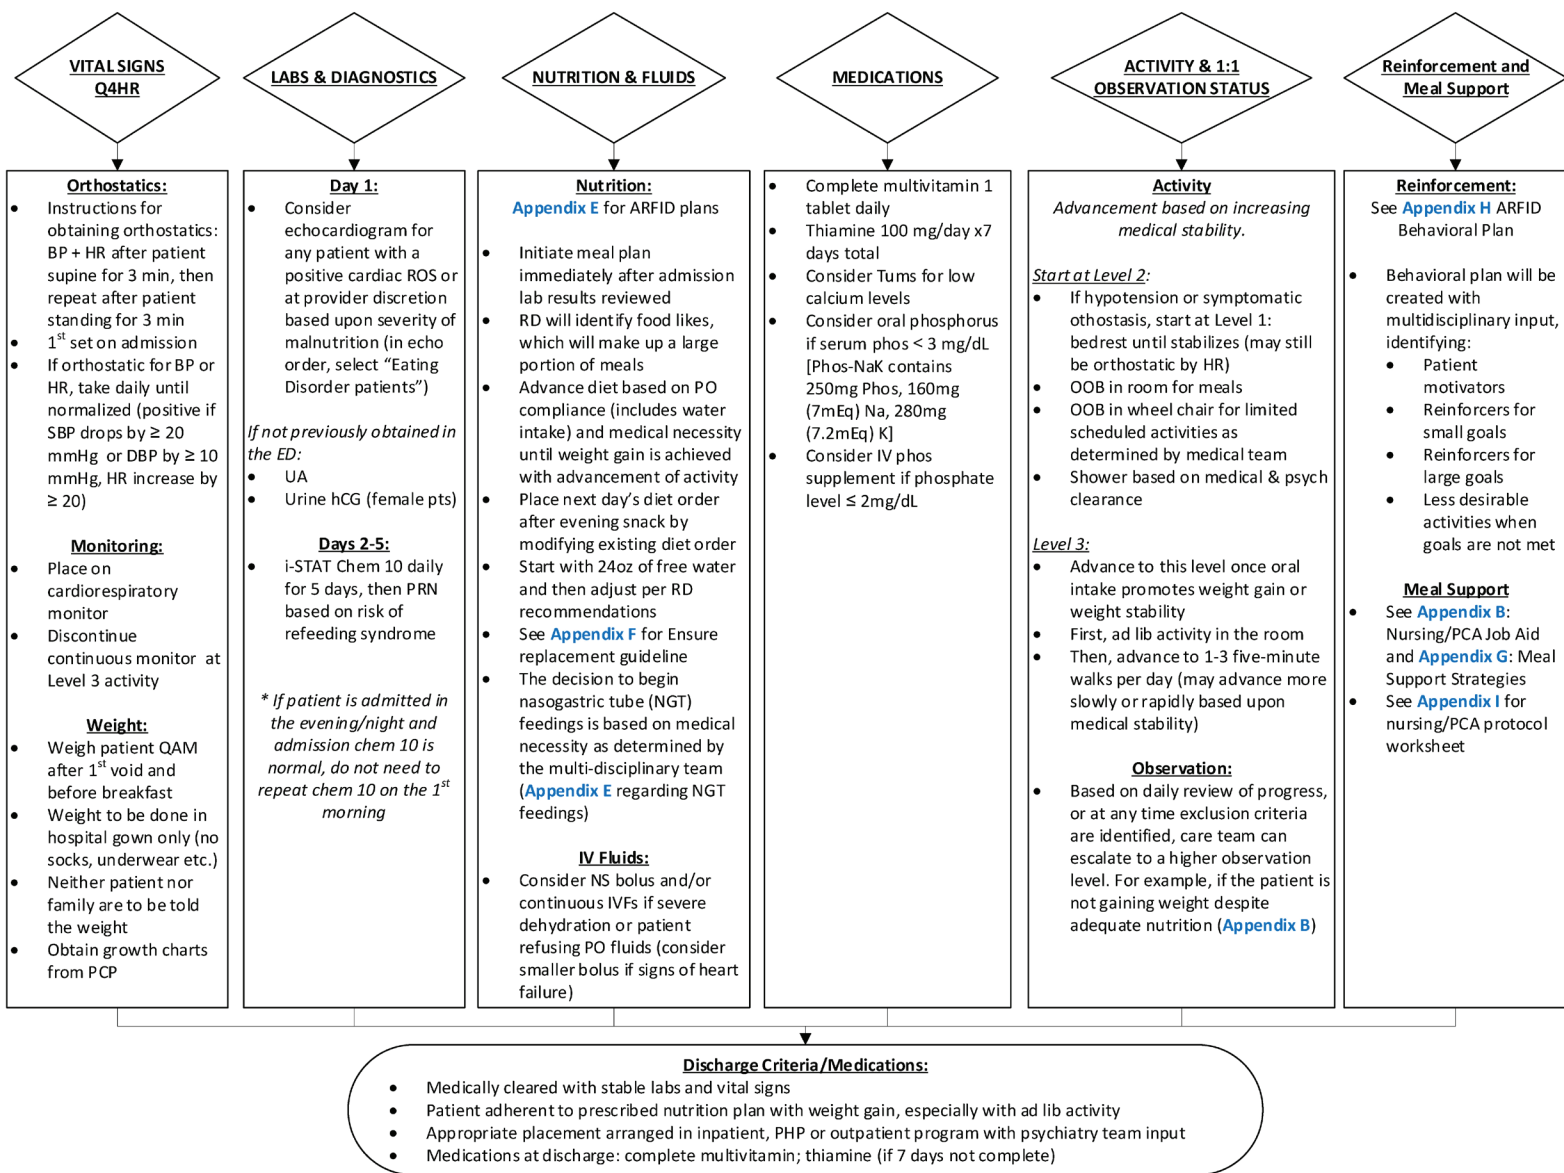 VITAL SIGNS
Q4HR
LABS & DIAGNOSTICS
NUTRITION & FLUIDS
MEDICATIONS
ACTIVITY & 1:1
OBSERVATION STATUS
Reinforcement and
Meal Support
Orthostatics:
• Instructions for
obtaining orthostatics:
BP + HR after patient
supine for 3 min, then
repeat after patient
standing for 3 min
• 1st set on admission
• If orthostatic for BP or
HR, take daily until
normalized (positive if
SBP drops by ≥ 20
mmHg or DBP by ≥ 10
mmHg, HR increase by
≥ 20)
Monitoring:
• Place on
cardiorespiratory
monitor
• Discontinue
continuous monitor at
Level 3 activity
Weight:
• Weigh patient QAM
after 1st void and
before breakfast
• Weight to be done in
hospital gown only (no
socks, underwear etc.)
• Neither patient nor
family are to be told
the weight
• Obtain growth charts
from PCP
Day 1:
• Consider
echocardiogram for
any patient with a
positive cardiac ROS or
at provider discretion
based upon severity of
malnutrition (in echo
order, select “Eating
Disorder patients”)
If not previously obtained in
the ED:
• UA
• Urine hCG (female pts)
Days 2-5:
• i-STAT Chem 10 daily
for 5 days, then PRN
based on risk of
refeeding syndrome
* If patient is admitted in
the evening/night and
admission chem 10 is
normal, do not need to
repeat chem 10 on the 1st
morning
Nutrition:
Appendix E for ARFID plans
• Initiate meal plan
immediately after admission
lab results reviewed
• RD will identify food likes,
which will make up a large
portion of meals
• Advance diet based on PO
compliance (includes water
intake) and medical necessity
until weight gain is achieved
with advancement of activity
• Place next day’s diet order
after evening snack by
modifying existing diet order
• Start with 24oz of free water
and then adjust per RD
recommendations
• See Appendix F for Ensure
replacement guideline
• The decision to begin
nasogastric tube (NGT)
feedings is based on medical
necessity as determined by
the multi-disciplinary team
(Appendix E regarding NGT
feedings)
IV Fluids:
• Consider NS bolus and/or
continuous IVFs if severe
dehydration or patient
refusing PO fluids (consider
smaller bolus if signs of heart
failure)
• Complete multivitamin 1
tablet daily
• Thiamine 100 mg/day x7
days total
• Consider Tums for low
calcium levels
• Consider oral phosphorus
if serum phos < 3 mg/dL
[Phos-NaK contains
250mg Phos, 160mg
(7mEq) Na, 280mg
(7.2mEq) K]
• Consider IV phos
supplement if phosphate
level ≤ 2mg/dL
Activity
Advancement based on increasing
medical stability.
Start at Level 2:
• If hypotension or symptomatic
othostasis, start at Level 1:
bedrest until stabilizes (may still
be orthostatic by HR)
• OOB in room for meals
• OOB in wheel chair for limited
scheduled activities as
determined by medical team
• Shower based on medical & psych
clearance
Level 3:
• Advance to this level once oral
intake promotes weight gain or
weight stability
• First, ad lib activity in the room
• Then, advance to 1-3 five-minute
walks per day (may advance more
slowly or rapidly based upon
medical stability)
Observation:
• Based on daily review of progress,
or at any time exclusion criteria
are identified, care team can
escalate to a higher observation
level. For example, if the patient is
not gaining weight despite
adequate nutrition (Appendix B)
Reinforcement:
See Appendix H ARFID
Behavioral Plan
• Behavioral plan will be
created with
multidisciplinary input,
identifying:
• Patient
motivators
• Reinforcers for
small goals
• Reinforcers for
large goals
• Less desirable
activities when
goals are not met
Meal Support
• See Appendix B:
Nursing/PCA Job Aid
and Appendix G: Meal
Support Strategies
• See Appendix I for
nursing/PCA protocol
worksheet
Discharge Criteria/Medications:
• Medically cleared with stable labs and vital signs
• Patient adherent to prescribed nutrition plan with weight gain, especially with ad lib activity
• Appropriate placement arranged in inpatient, PHP or outpatient program with psychiatry team input
• Medications at discharge: complete multivitamin; thiamine (if 7 days not complete)